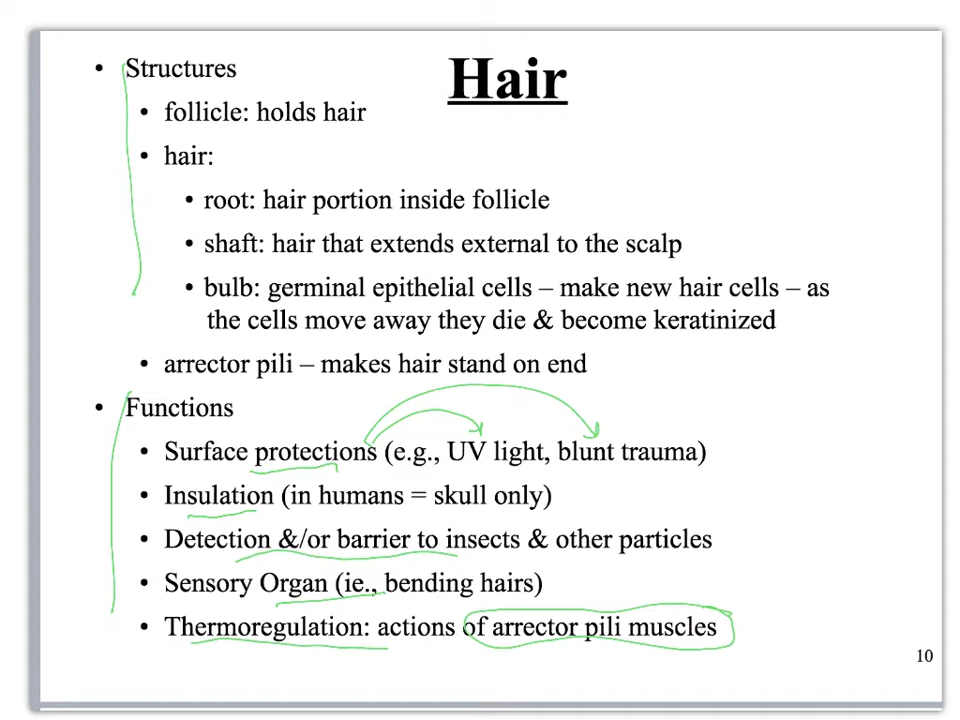 Hair
• Structures
• follicle: holds hair
• hair:
• root: hair portion inside follicle
• shaft: hair that extends external to the scalp
• bulb: germinal epithelial cells – make new hair cells – as
the cells move away they die & become keratinized
• arrector pili – makes hair stand on end
• Functions
• Surface protections (e.g., UV light, blunt trauma)
• Insulation (in humans = skull only)
• Detection &/or barrier to insects & other particles
• Sensory Organ (ie., bending hairs)
• Thermoregulation: actions of arrector pili muscles
10